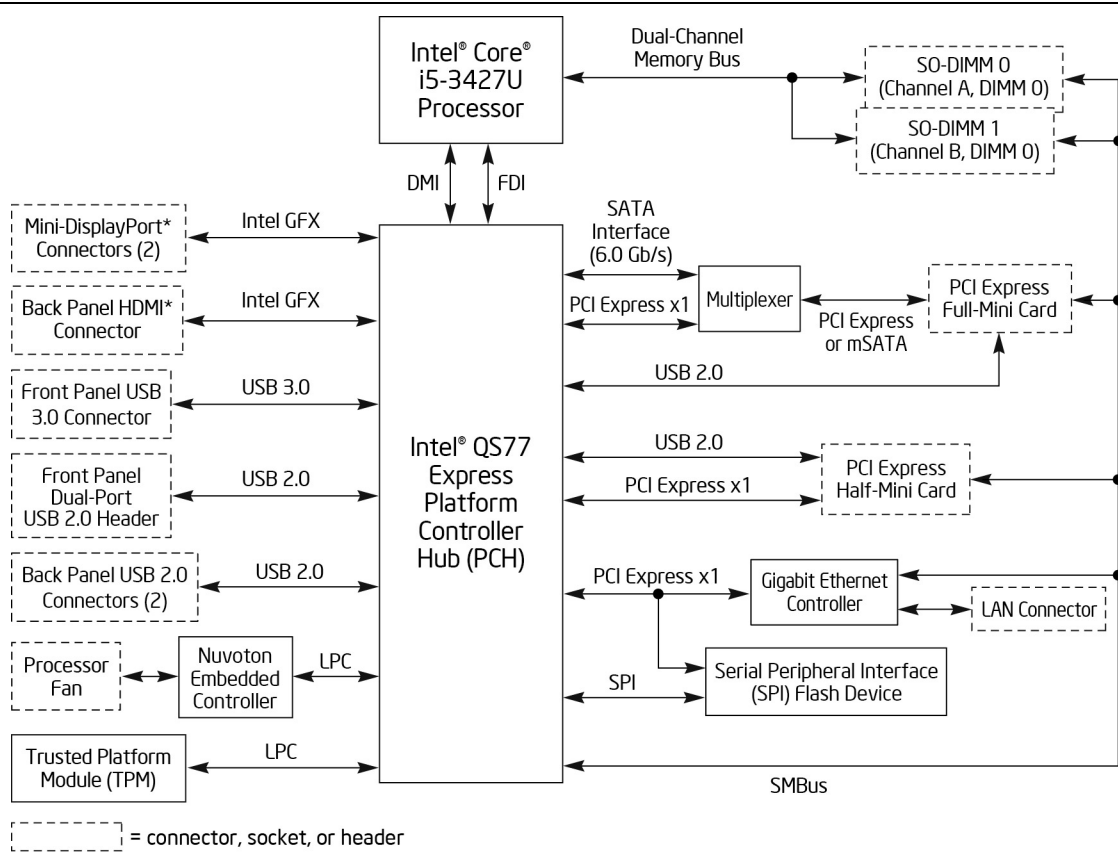 Intel® Core®
i5-3427U
Processor
Dual-Channel
Memory Bus
SO-DIMM 0
(Channel A, DIMM 0)
SO-DIMM 1
(Channel B, DIMM 0)
DMI
FDI
Mini-DisplayPort*
Connectors (2)
Intel GFX
Back Panel HDMI*
Connector
Intel GFX
Front Panel USB
3.0 Connector
USB 3.0
Front Panel
Dual-Port
USB 2.0 Header
USB 2.0
Back Panel USB 2.0
Connectors (2)
USB 2.0
Processor
Fan
Nuvoton
Embedded
Controller
LPC
Trusted Platform
Module (TPM)
LPC
Intel® QS77
Express
Platform
Controller
Hub (PCH)
SATA
Interface
(6.0 Gb/s)
PCI Express x1
Multiplexer
PCI Express
or mSATA
PCI Express
Full-Mini Card
USB 2.0
USB 2.0
PCI Express x1
PCI Express
Half-Mini Card
PCI Express x1
Gigabit Ethernet
Controller
LAN Connector
SPI
Serial Peripheral Interface
(SPI) Flash Device
SMBus
= connector, socket, or header